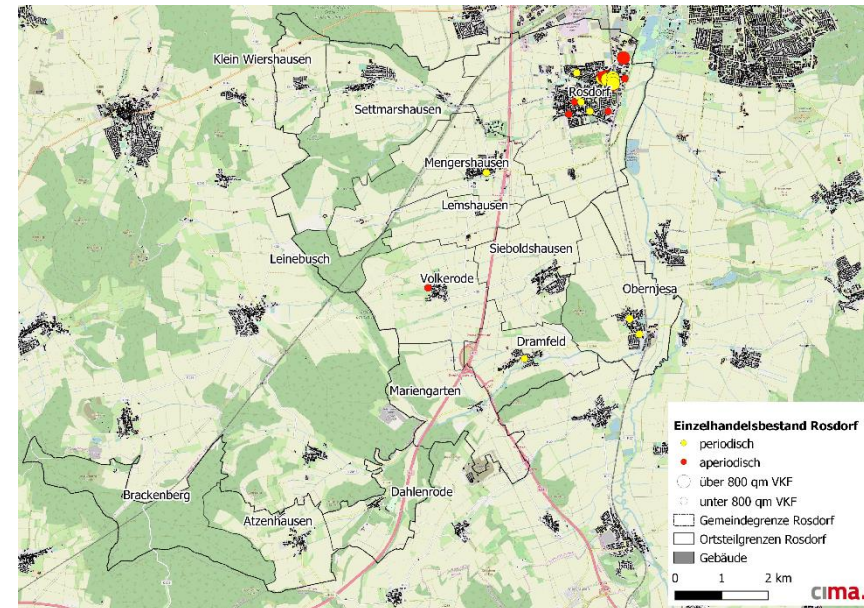 Klein Wiershausen
Settmarshausen
Rosdorf
Mengershausen
Lemshausen
Sieboldshausen
Leinebusch
Volkerode
Obernjesa
Dramfeld
Mariengarten
Brackenberg
Dahlenrode
Atzenhausen
Einzelhandelsbestand Rosdorf
periodisch
aperiodisch
über 800 qm VKF
unter 800 qm VKF
Gemeindegrenze Rosdorf
Ortsteilgrenzen Rosdorf
Gebäude
0 1 2 km
cima.